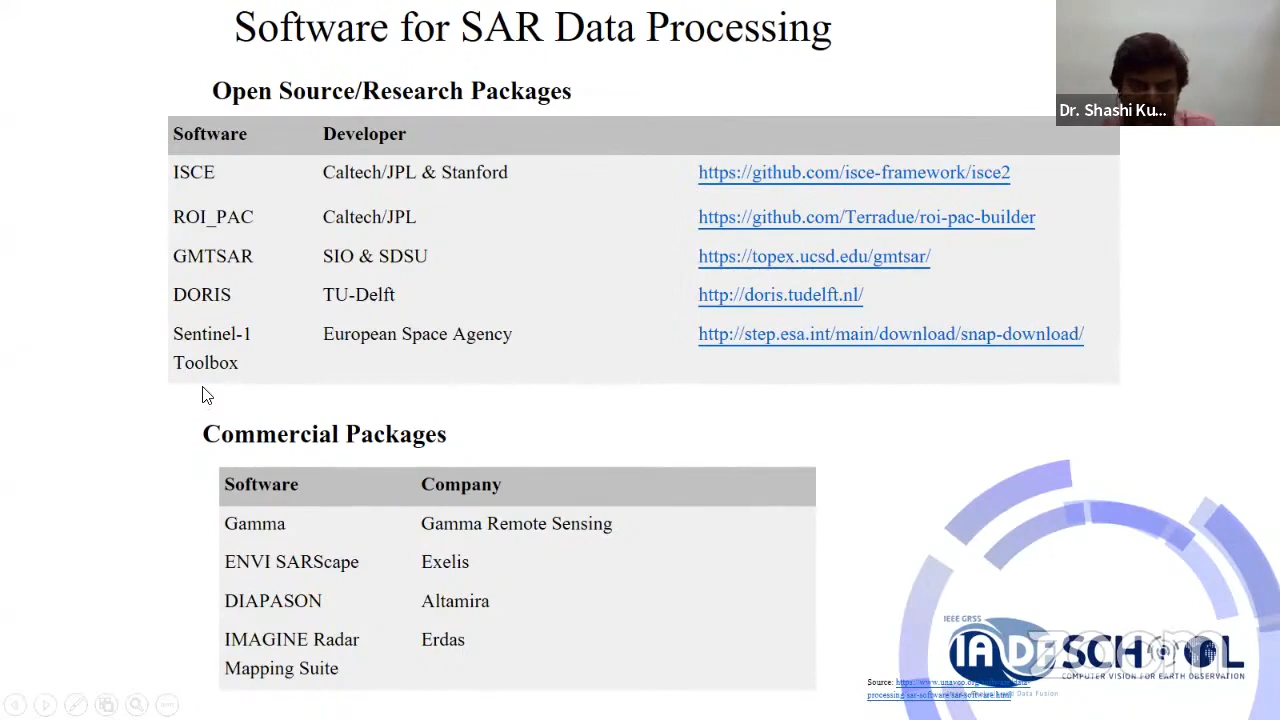 Software for SAR Data Processing
Dr. Shashi Ku...
Open Source/Research Packages
Software Developer
ISCE Caltech/JPL & Stanford https://github.com/isce-framework/isce2
ROI_PAC Caltech/JPL https://github.com/Terradue/roi-pac-builder
GMTSAR SIO & SDSU https://topex.ucsd.edu/gmtsar/
DORIS TU-Delft http://doris.tudelft.nl/
Sentinel-1 European Space Agency http://step.esa.int/main/download/snap-download/
Toolbox
Commercial Packages
Software Company
Gamma Gamma Remote Sensing
ENVI SARScape Exelis
DIAPASON Altamira
IMAGINE Radar Erdas
Mapping Suite
IEEE GRSS
zoom
COMPUTER VISION FOR EARTH OBSERVATION
Source:
Data Fusion